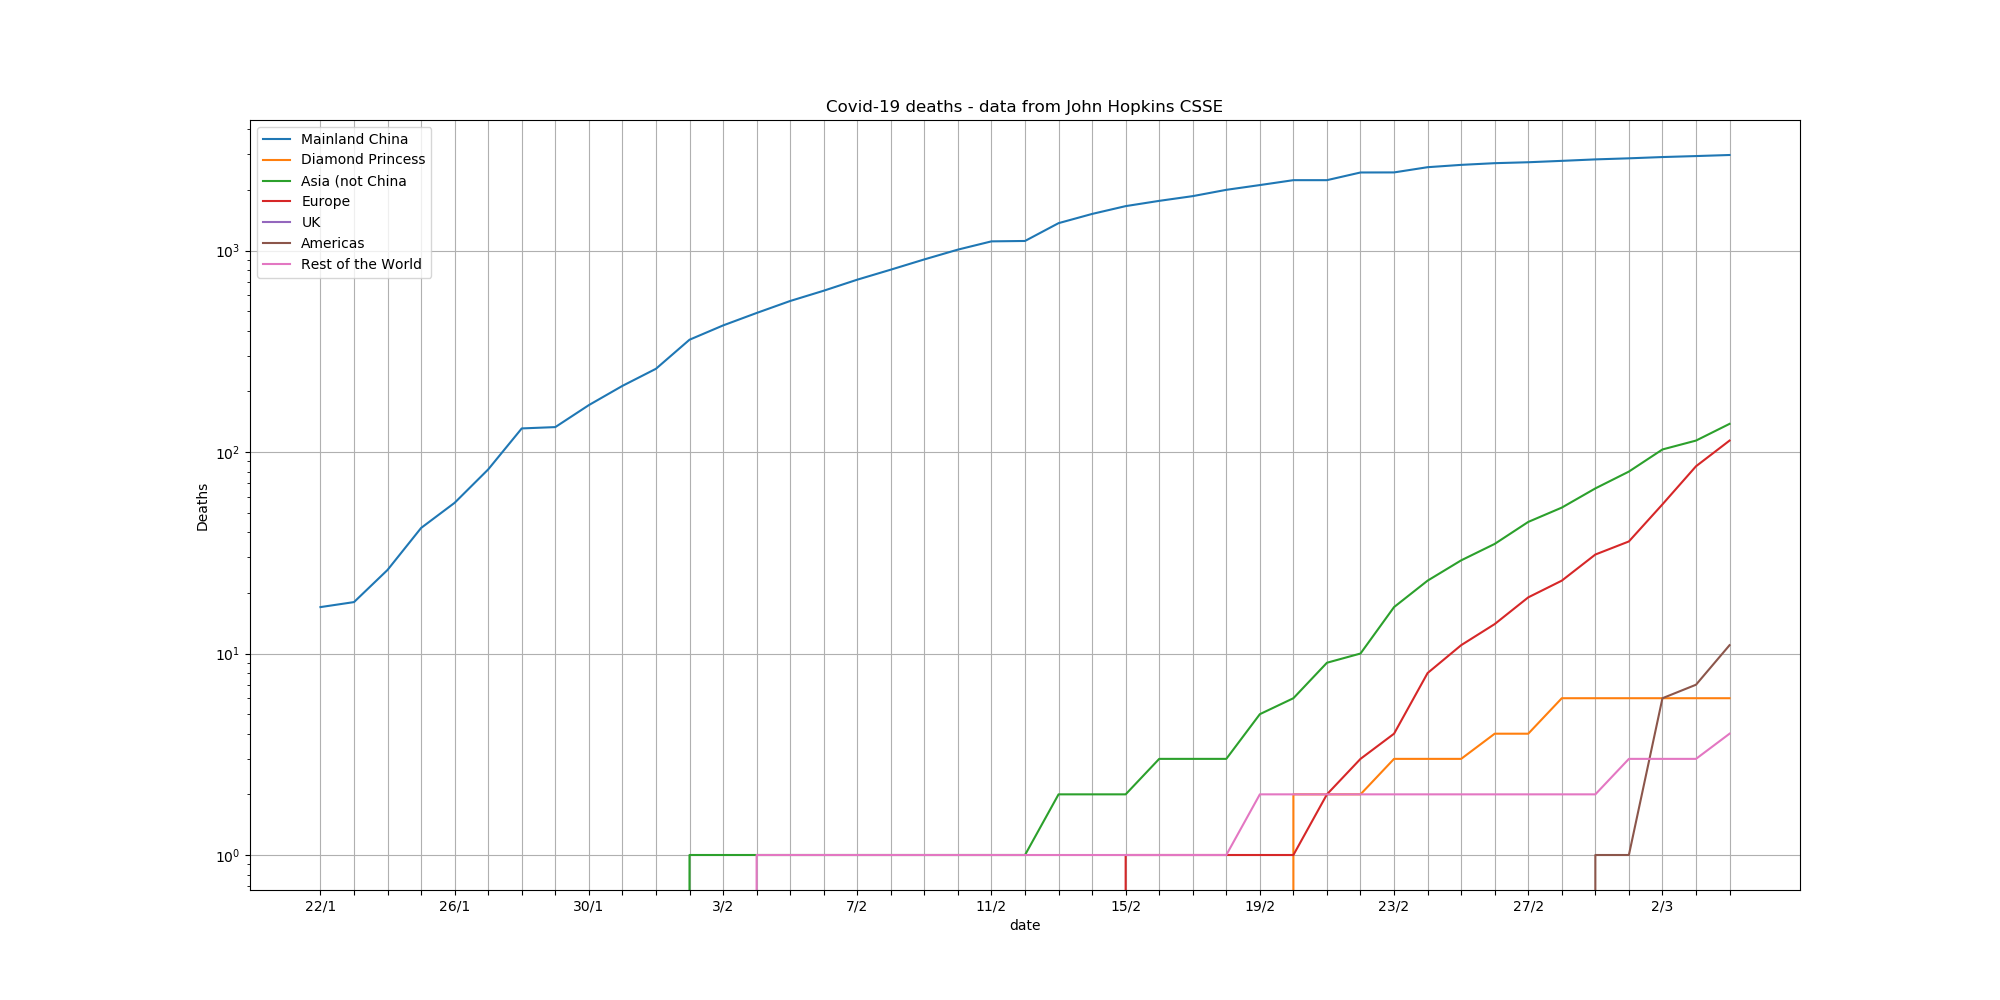 Covid-19 deaths - data from John Hopkins CSSE
Mainland China
Diamond Princess
Asia (not China
Europe
UK
Americas
Rest of the World
10³
10²
10¹
10⁰
Deaths
22/1 26/1 30/1 3/2 7/2 11/2 15/2 19/2 23/2 27/2 2/3
date